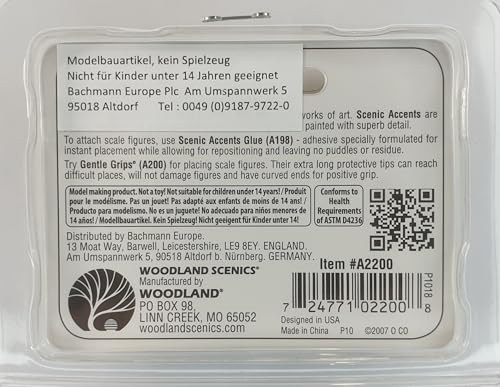 Modelbauartikel, kein Spielzeug
Nicht für Kinder unter 14 Jahren geeignet
Bachmann Europe Plc Am Umspannwerk 5
95018 Altdorf Tel : 0049 (0)9187-9722-0
works of art. Scenic Accents are
painted with superb detail.
To attach scale figures, use Scenic Accents Glue (A198) - adhesive specially formulated for
instant placement while allowing for repositioning and leaving no puddles or residue.
Try Gentle Grips® (A200) for placing scale figures. Their extra long protective tips can reach
difficult places, will not damage figures and have curved ends for positive grip.
Model making product. Not a toy! Not suitable for children under 14 years! / Produit
pour le modélisme. Pas un jouet! Pas adapté aux enfants de moins de 14 ans! /
Producto para modelismo. No es un juguete! No adecuado para niños menores de
14 años! / Modellbauartikel. Kein Spielzeug! Nicht für Kinder unter 14 Jahren!
Conforms to
Health
Requirements
of ASTM D4236
Distributed by Bachmann Europe.
13 Moat Way, Barwell, Leicestershire, LE9 8EY. ENGLAND.
Am Umspannwerk 5, 90518 Altdorf b. Nürnberg. GERMANY.
Item #A2200
WOODLAND SCENICS®
Manufactured by
WOODLAND®
PO BOX 98,
LINN CREEK, MO 65052
woodlandscenics.com
7 24771 02200 8
P1018
Designed in USA
Made in China P10 ©2007 O CO